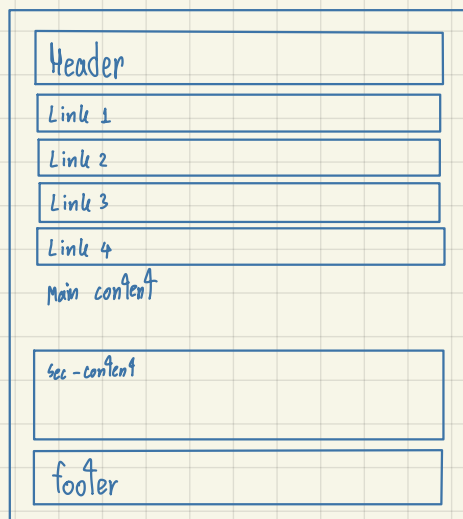 Header
Link 1
Link 2
Link 3
Link 4
Main content
Sec-content
footer